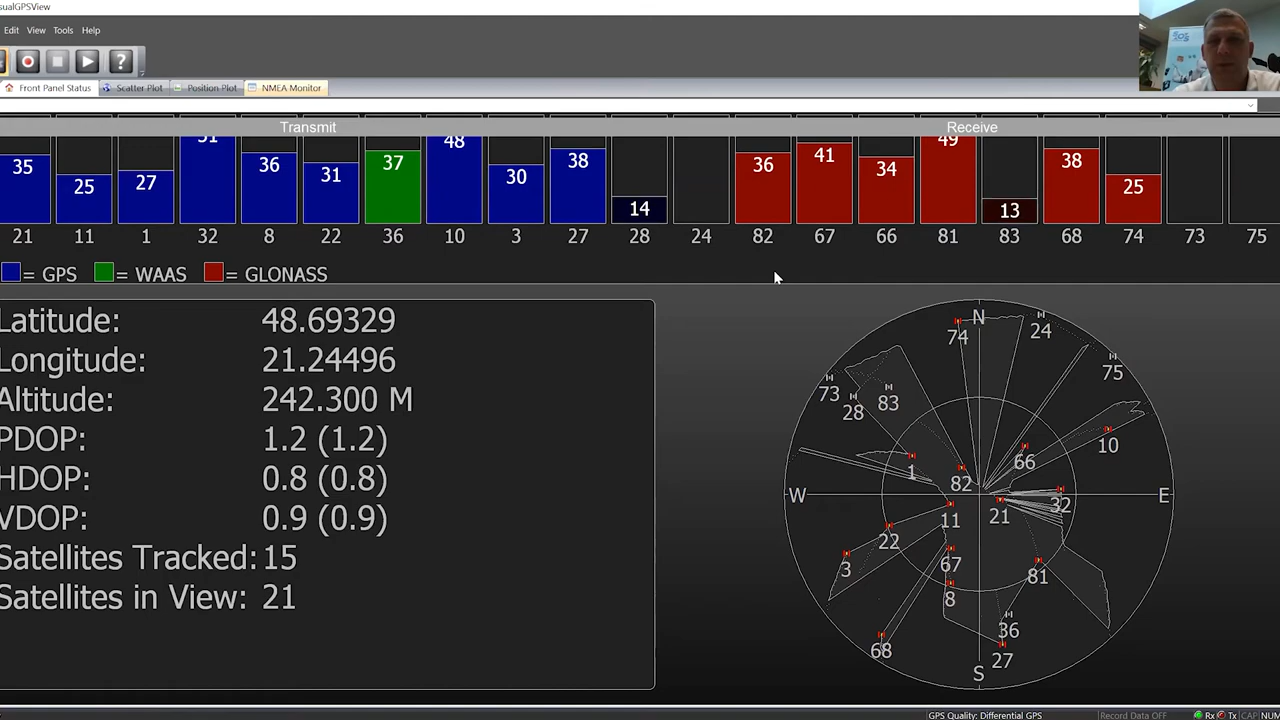 sualGPSView
Edit View Tools Help
Front Panel Status Scatter Plot Position Plot NMEA Monitor
Transmit Receive
35 25 27 51 36 31 37 48 30 38 14 36 41 34 49 13 38 25
21 11 1 32 8 22 36 10 3 27 28 24 82 67 66 81 83 68 74 73 75
= GPS = WAAS = GLONASS
Latitude: 48.69329
Longitude: 21.24496
Altitude: 242.300 M
PDOP: 1.2 (1.2)
HDOP: 0.8 (0.8)
VDOP: 0.9 (0.9)
Satellites Tracked: 15
Satellites in View: 21
N
74 24
73 75
28 83
10
1 66
82
W 32 E
11 21
22
3 67 81
8
36
68 27
S
GPS Quality: Differential GPS Record Data OFF Rx Tx CAP NUM